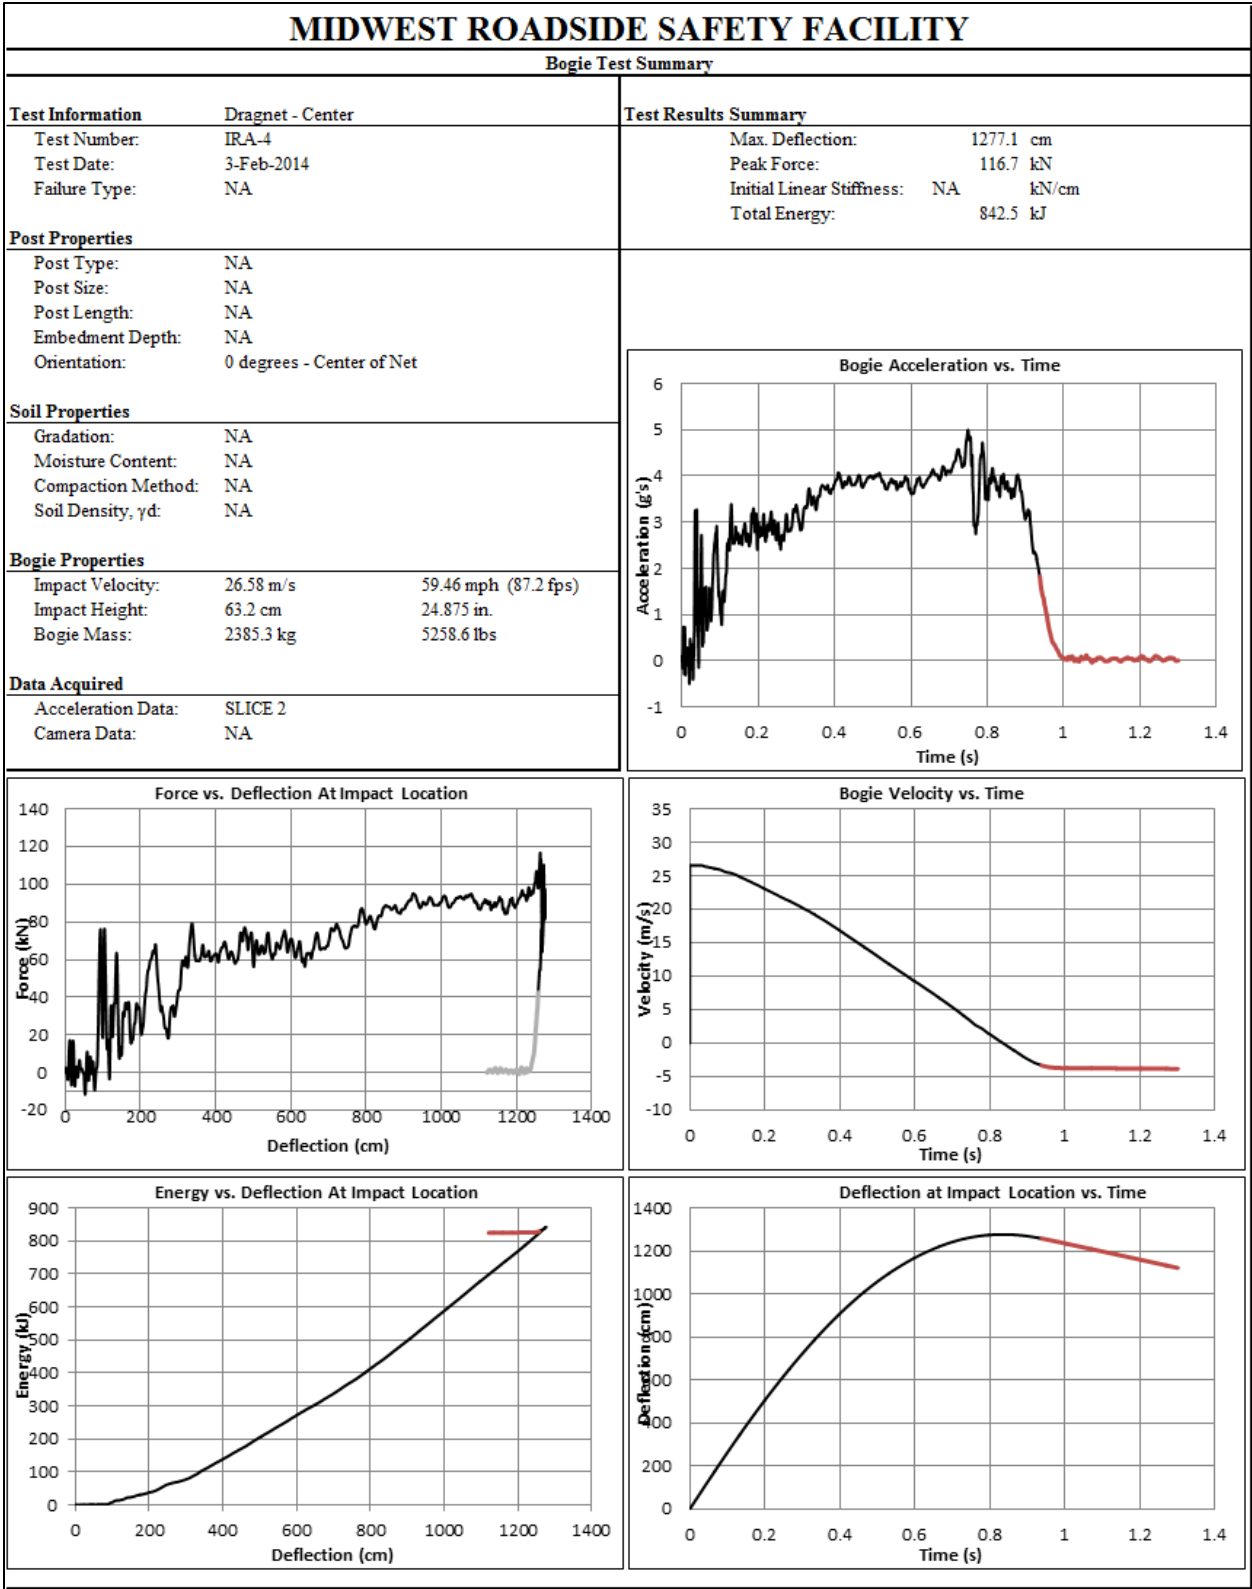 MIDWEST ROADSIDE SAFETY FACILITY
Bogie Test Summary
Test Information Dragnet - Center
Test Number: IRA-4
Test Date: 3-Feb-2014
Failure Type: NA
Post Properties
Post Type: NA
Post Size: NA
Post Length: NA
Embedment Depth: NA
Orientation: 0 degrees - Center of Net
Soil Properties
Gradation: NA
Moisture Content: NA
Compaction Method: NA
Soil Density, γd: NA
Bogie Properties
Impact Velocity: 26.58 m/s 59.46 mph (87.2 fps)
Impact Height: 63.2 cm 24.875 in.
Bogie Mass: 2385.3 kg 5258.6 lbs
Data Acquired
Acceleration Data: SLICE 2
Camera Data: NA
Test Results Summary
Max. Deflection: 1277.1 cm
Peak Force: 116.7 kN
Initial Linear Stiffness: NA kN/cm
Total Energy: 842.5 kJ
Bogie Acceleration vs. Time
6
5
4
3
2
1
0
-1
Acceleration (g's)
0 0.2 0.4 0.6 0.8 1 1.2 1.4
Time (s)
Force vs. Deflection At Impact Location
140
120
100
80
60
40
20
0
-20
Force (kN)
0 200 400 600 800 1000 1200 1400
Deflection (cm)
Bogie Velocity vs. Time
35
30
25
20
15
10
5
0
-5
-10
Velocity (m/s)
0 0.2 0.4 0.6 0.8 1 1.2 1.4
Time (s)
Energy vs. Deflection At Impact Location
900
800
700
600
500
400
300
200
100
0
Energy (kJ)
0 200 400 600 800 1000 1200 1400
Deflection (cm)
Deflection at Impact Location vs. Time
1400
1200
1000
800
600
400
200
0
Deflection (cm)
0 0.2 0.4 0.6 0.8 1 1.2 1.4
Time (s)